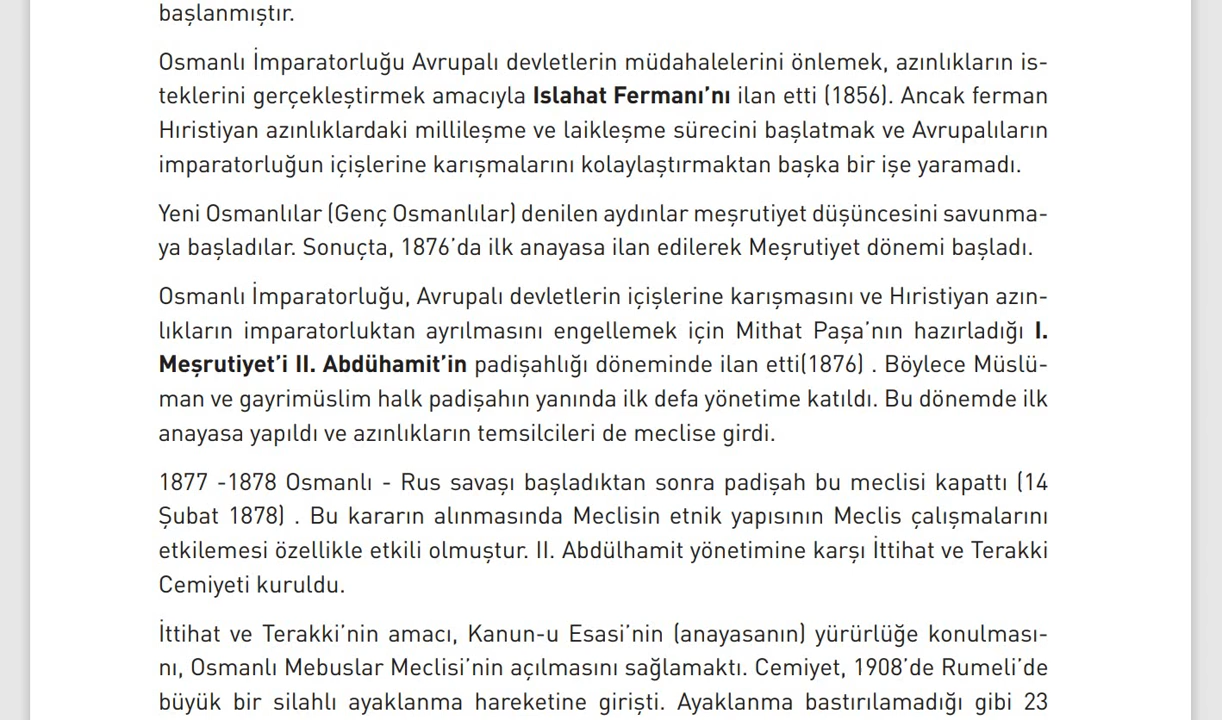 başlanmıştır.
Osmanlı İmparatorluğu Avrupalı devletlerin müdahalelerini önlemek, azınlıkların is-
teklerini gerçekleştirmek amacıyla Islahat Fermanı’nı ilan etti (1856). Ancak ferman
Hıristiyan azınlıklardaki millileşme ve laikleşme sürecini başlatmak ve Avrupalıların
imparatorluğun içişlerine karışmalarını kolaylaştırmaktan başka bir işe yaramadı.
Yeni Osmanlılar (Genç Osmanlılar) denilen aydınlar meşrutiyet düşüncesini savunma-
ya başladılar. Sonuçta, 1876’da ilk anayasa ilan edilerek Meşrutiyet dönemi başladı.
Osmanlı İmparatorluğu, Avrupalı devletlerin içişlerine karışmasını ve Hıristiyan azın-
lıkların imparatorluktan ayrılmasını engellemek için Mithat Paşa’nın hazırladığı I.
Meşrutiyet’i II. Abdühamit’in padişahlığı döneminde ilan etti(1876) . Böylece Müslü-
man ve gayrimüslim halk padişahın yanında ilk defa yönetime katıldı. Bu dönemde ilk
anayasa yapıldı ve azınlıkların temsilcileri de meclise girdi.
1877 -1878 Osmanlı - Rus savaşı başladıktan sonra padişah bu meclisi kapattı (14
Şubat 1878) . Bu kararın alınmasında Meclisin etnik yapısının Meclis çalışmalarını
etkilemesi özellikle etkili olmuştur. II. Abdülhamit yönetimine karşı İttihat ve Terakki
Cemiyeti kuruldu.
İttihat ve Terakki’nin amacı, Kanun-u Esasi’nin (anayasanın) yürürlüğe konulması-
nı, Osmanlı Mebuslar Meclisi’nin açılmasını sağlamaktı. Cemiyet, 1908’de Rumeli’de
büyük bir silahlı ayaklanma hareketine girişti. Ayaklanma bastırılamadığı gibi 23